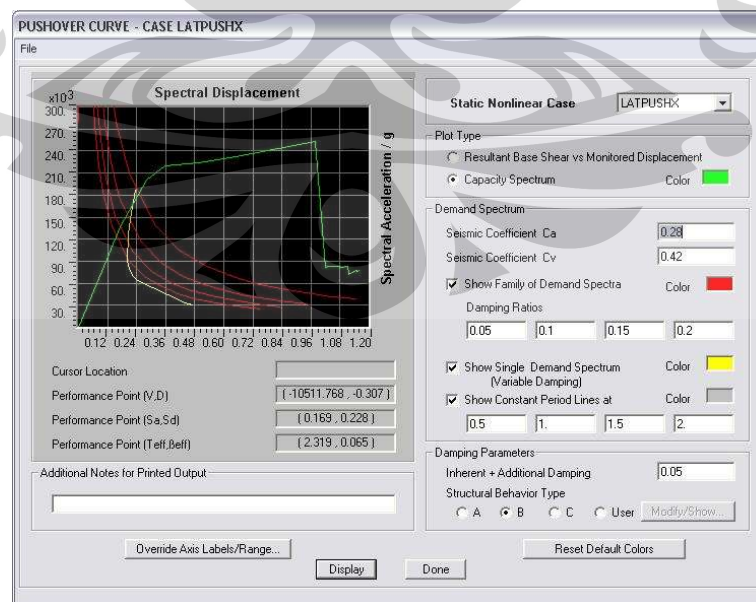 PUSHOVER CURVE - CASE LATPUSHX
File
Spectral Displacement
x10³
300.
270.
240.
210.
180.
150.
120.
90.
60.
30.
Spectral Acceleration / g
0.12 0.24 0.36 0.48 0.60 0.72 0.84 0.96 1.08 1.20
Cursor Location
Performance Point (V,D) (-10511.768 , -0.307 )
Performance Point (Sa,Sd) ( 0.169 , 0.228 )
Performance Point (Teff,βeff) ( 2.319 , 0.065 )
Additional Notes for Printed Output
Override Axis Labels/Range...
Static Nonlinear Case LATPUSHX
Plot Type
Resultant Base Shear vs Monitored Displacement
Capacity Spectrum Color
Demand Spectrum
Seismic Coefficient Ca 0.28
Seismic Coefficient Cv 0.42
Show Family of Demand Spectra Color
Damping Ratios
0.05 0.1 0.15 0.2
Show Single Demand Spectrum Color
(Variable Damping)
Show Constant Period Lines at Color
0.5 1. 1.5 2.
Damping Parameters
Inherent + Additional Damping 0.05
Structural Behavior Type
A B C User Modify/Show...
Reset Default Colors
Display Done